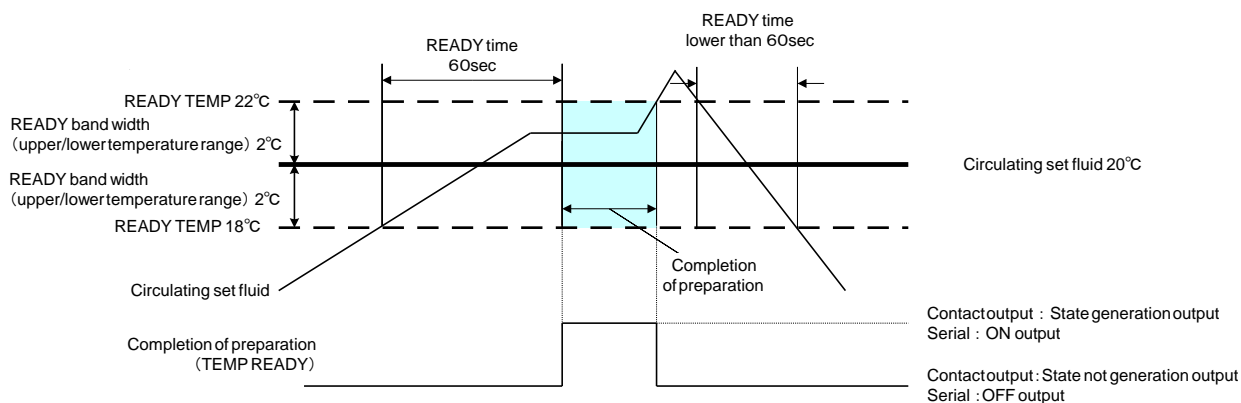 READY time
60sec
READY time
lower than 60sec
READY TEMP 22°C
READY band width
(upper/lower temperature range) 2°C
Circulating set fluid 20°C
READY band width
(upper/lower temperature range) 2°C
READY TEMP 18°C
Completion
of preparation
Circulating set fluid
Contact output : State generation output
Serial : ON output
Completion of preparation
(TEMP READY)
Contact output : State not generation output
Serial : OFF output